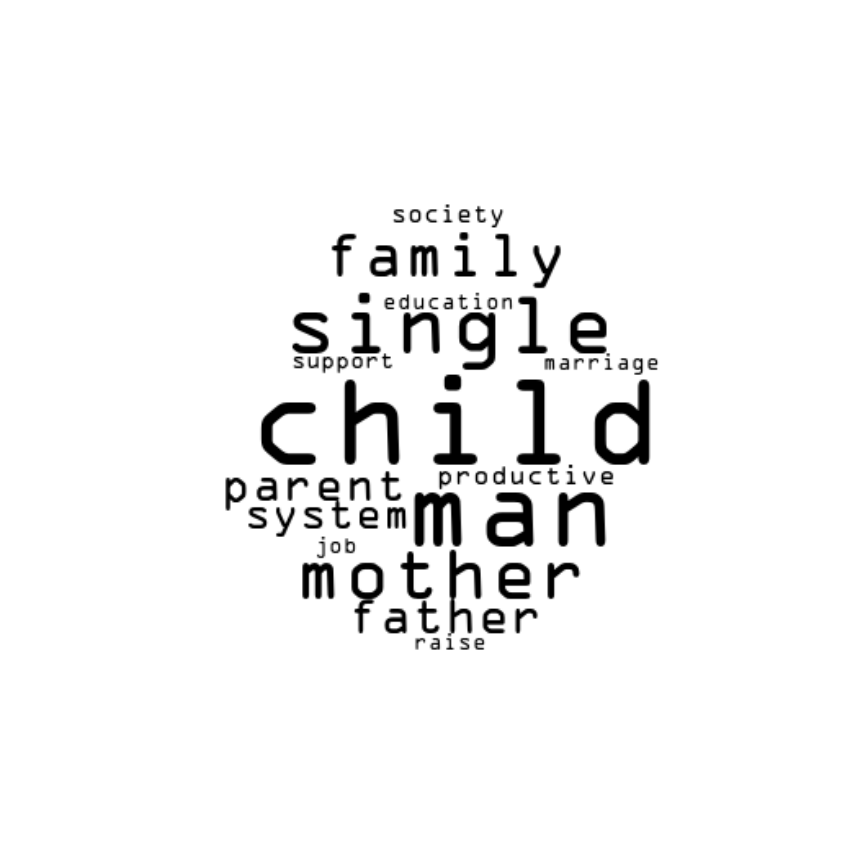 society
family
education
single
support marriage
child
productive
parent
man
system
job
mother
father
raise